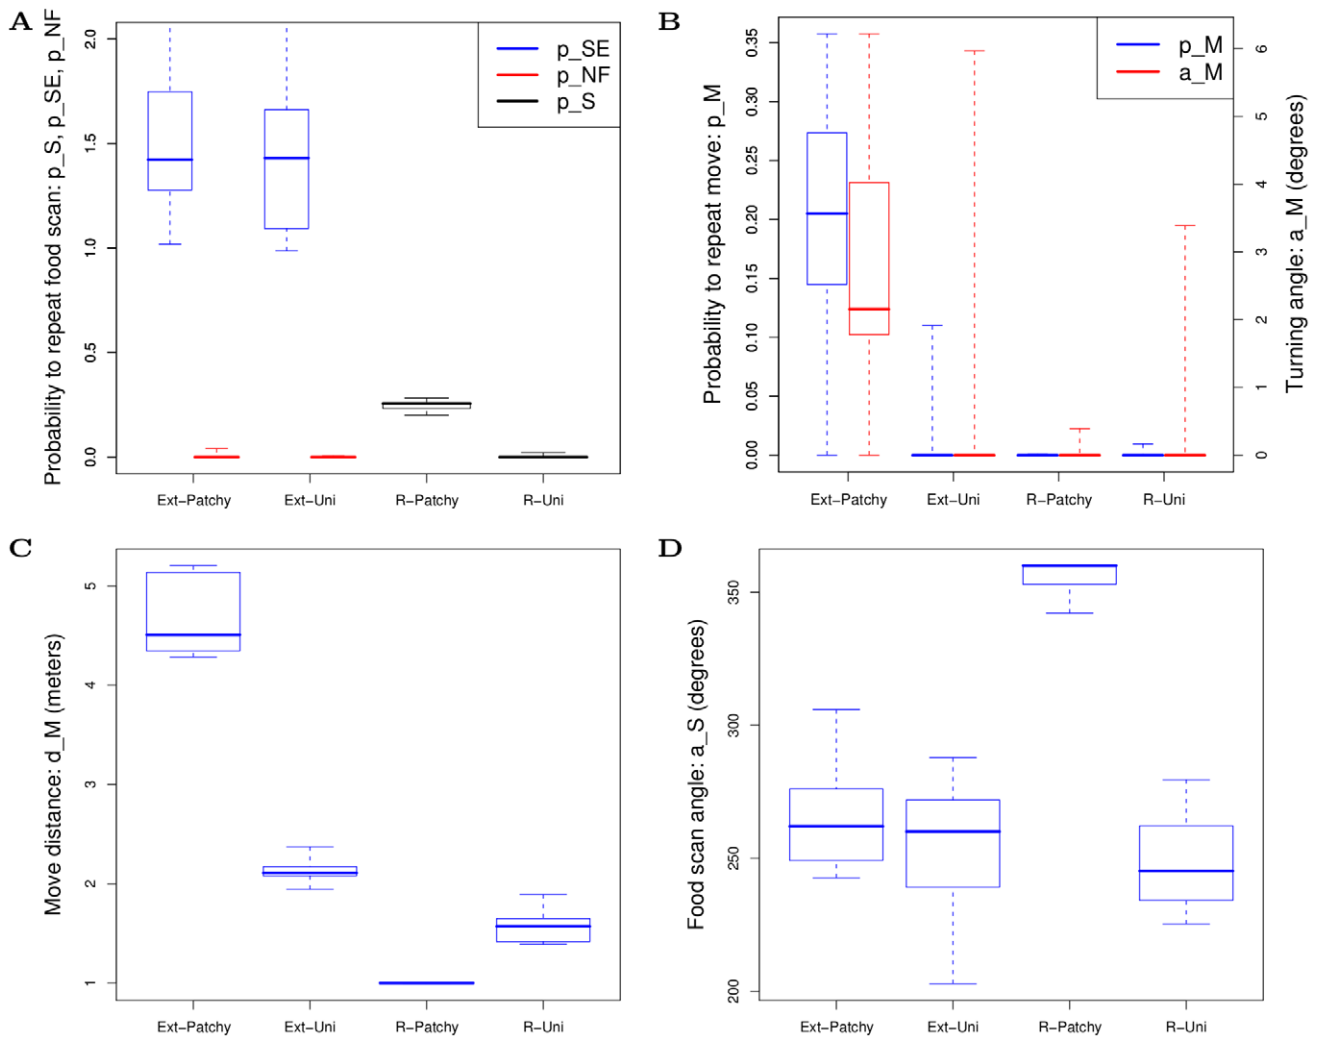 A
Probability to repeat food scan: p_S, p_SE, p_NF
2.0
1.5
1.0
0.5
0.0
p_SE
p_NF
p_S
Ext−Patchy
Ext−Uni
R−Patchy
R−Uni
B
Probability to repeat move: p_M
0.35
0.30
0.25
0.20
0.15
0.10
0.05
0.00
p_M
a_M
6
5
4
3
2
1
0
Turning angle: a_M (degrees)
Ext−Patchy
Ext−Uni
R−Patchy
R−Uni
C
Move distance: d_M (meters)
5
4
3
2
1
Ext−Patchy
Ext−Uni
R−Patchy
R−Uni
D
Food scan angle: a_S (degrees)
350
300
250
200
Ext−Patchy
Ext−Uni
R−Patchy
R−Uni